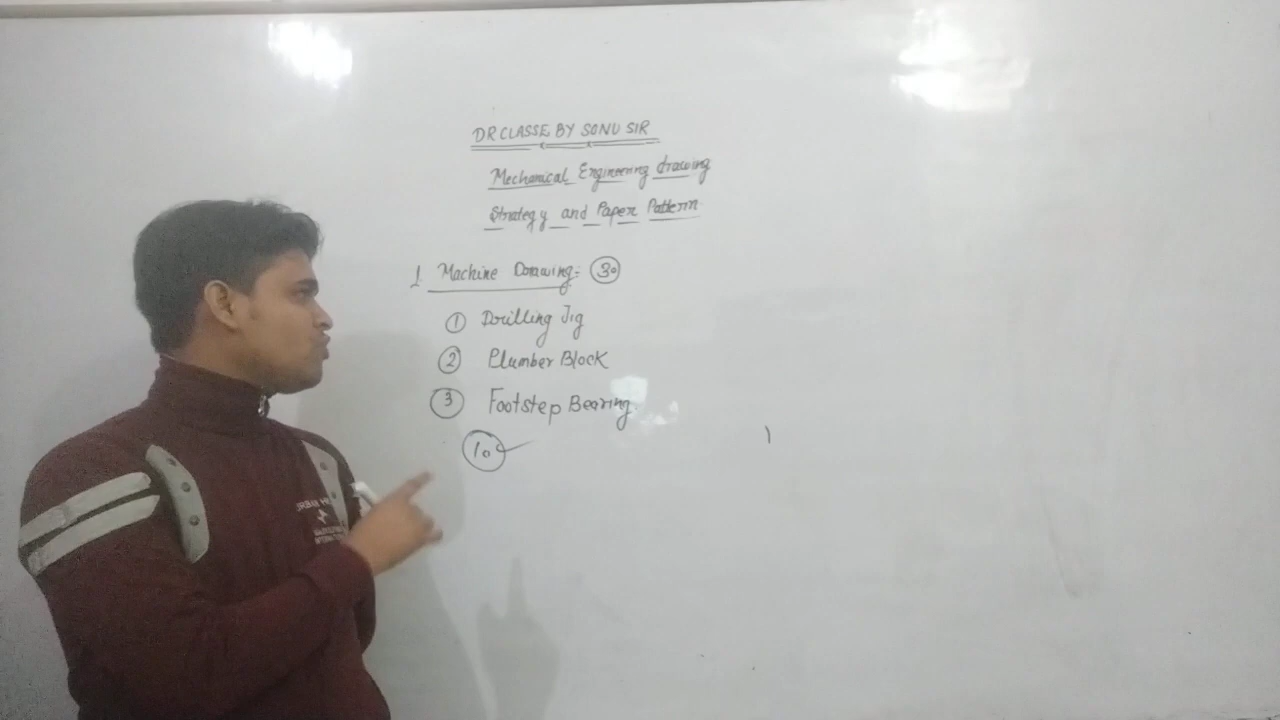 DR CLASSE BY SONU SIR
Mechanical Engineering drawing
Strategy and Paper Pattern
1. Machine Drawing:- 30
1 Drilling Jig
2 Plumber Block
3 Footstep Bearing.
10